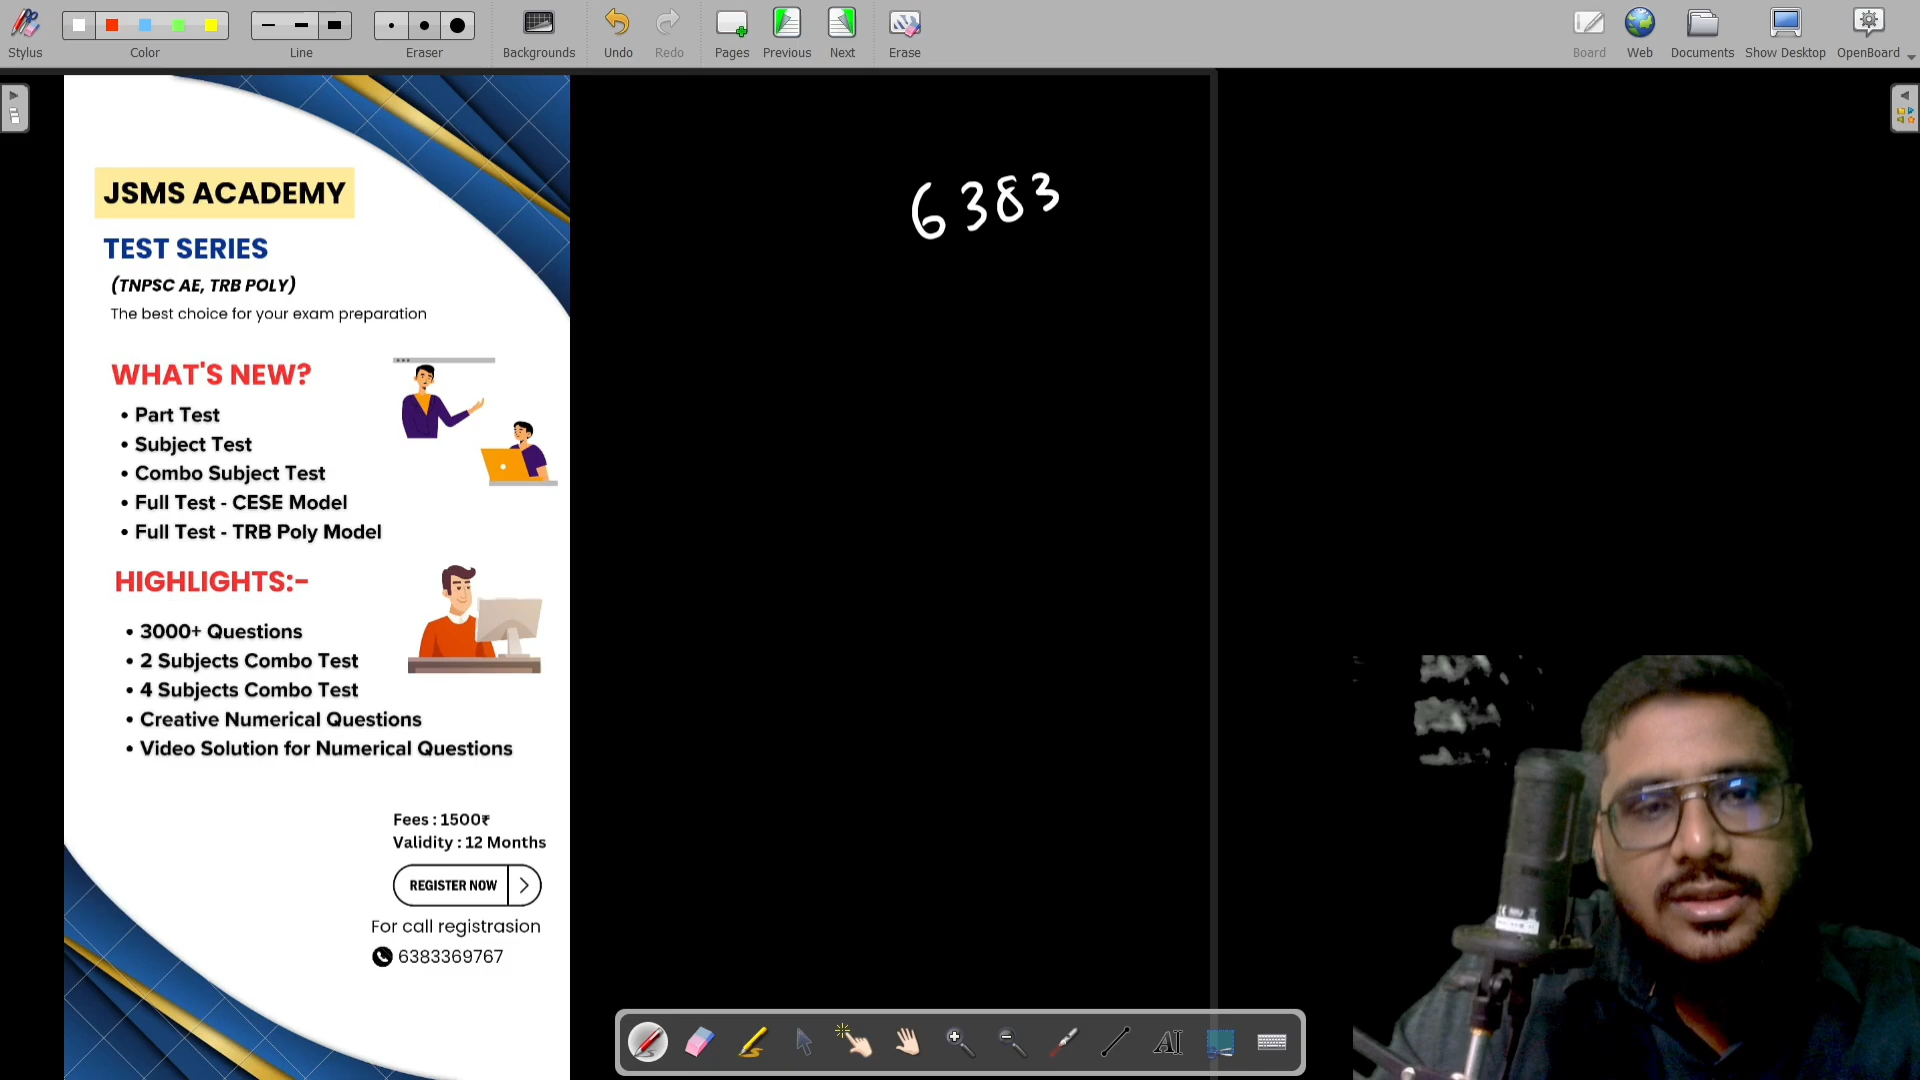 Stylus
Color
Line
Eraser
Backgrounds
Undo
Redo
Pages
Previous
Next
Erase
Board
Web
Documents
Show Desktop
OpenBoard
JSMS ACADEMY
TEST SERIES
(TNPSC AE, TRB POLY)
The best choice for your exam preparation
WHAT'S NEW?
• Part Test
• Subject Test
• Combo Subject Test
• Full Test - CESE Model
• Full Test - TRB Poly Model
HIGHLIGHTS:-
• 3000+ Questions
• 2 Subjects Combo Test
• 4 Subjects Combo Test
• Creative Numerical Questions
• Video Solution for Numerical Questions
Fees : 1500₹
Validity : 12 Months
REGISTER NOW
For call registrasion
6383369767
6383
AI